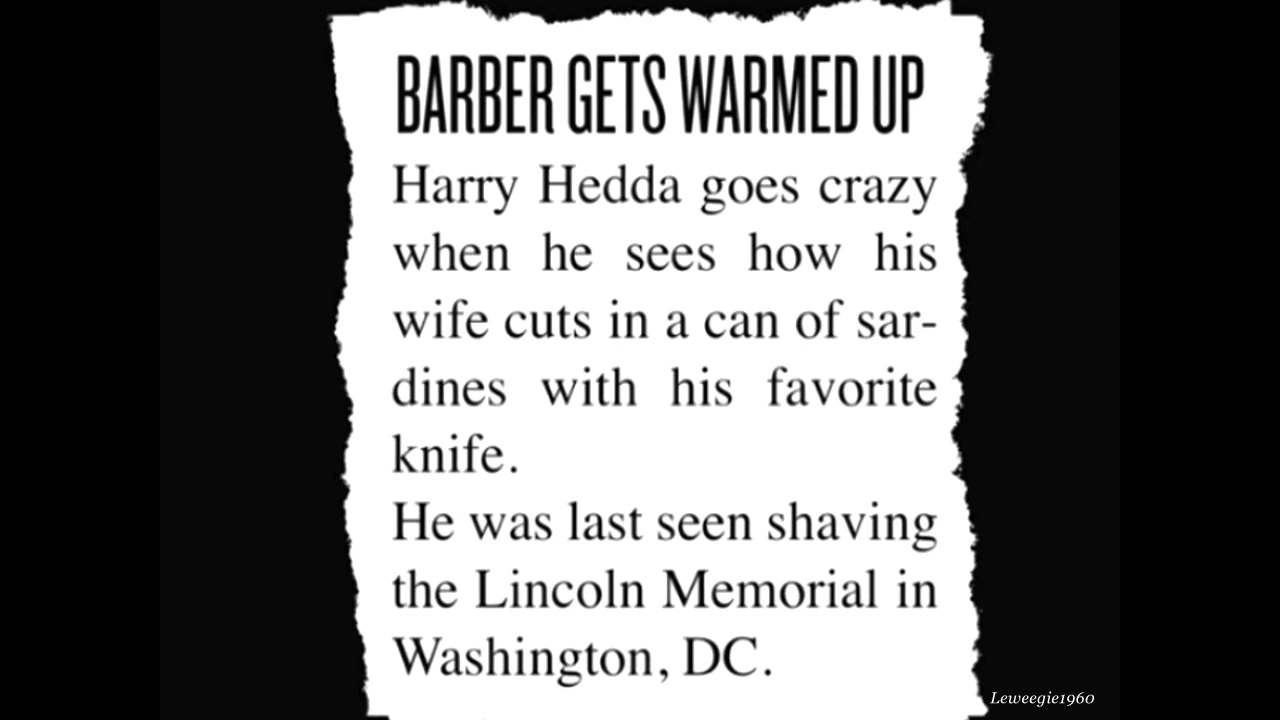 BARBER GETS WARMED UP
Harry Hedda goes crazy
when he sees how his
wife cuts in a can of sar-
dines with his favorite
knife.
He was last seen shaving
the Lincoln Memorial in
Washington, DC.
Leweegie1960